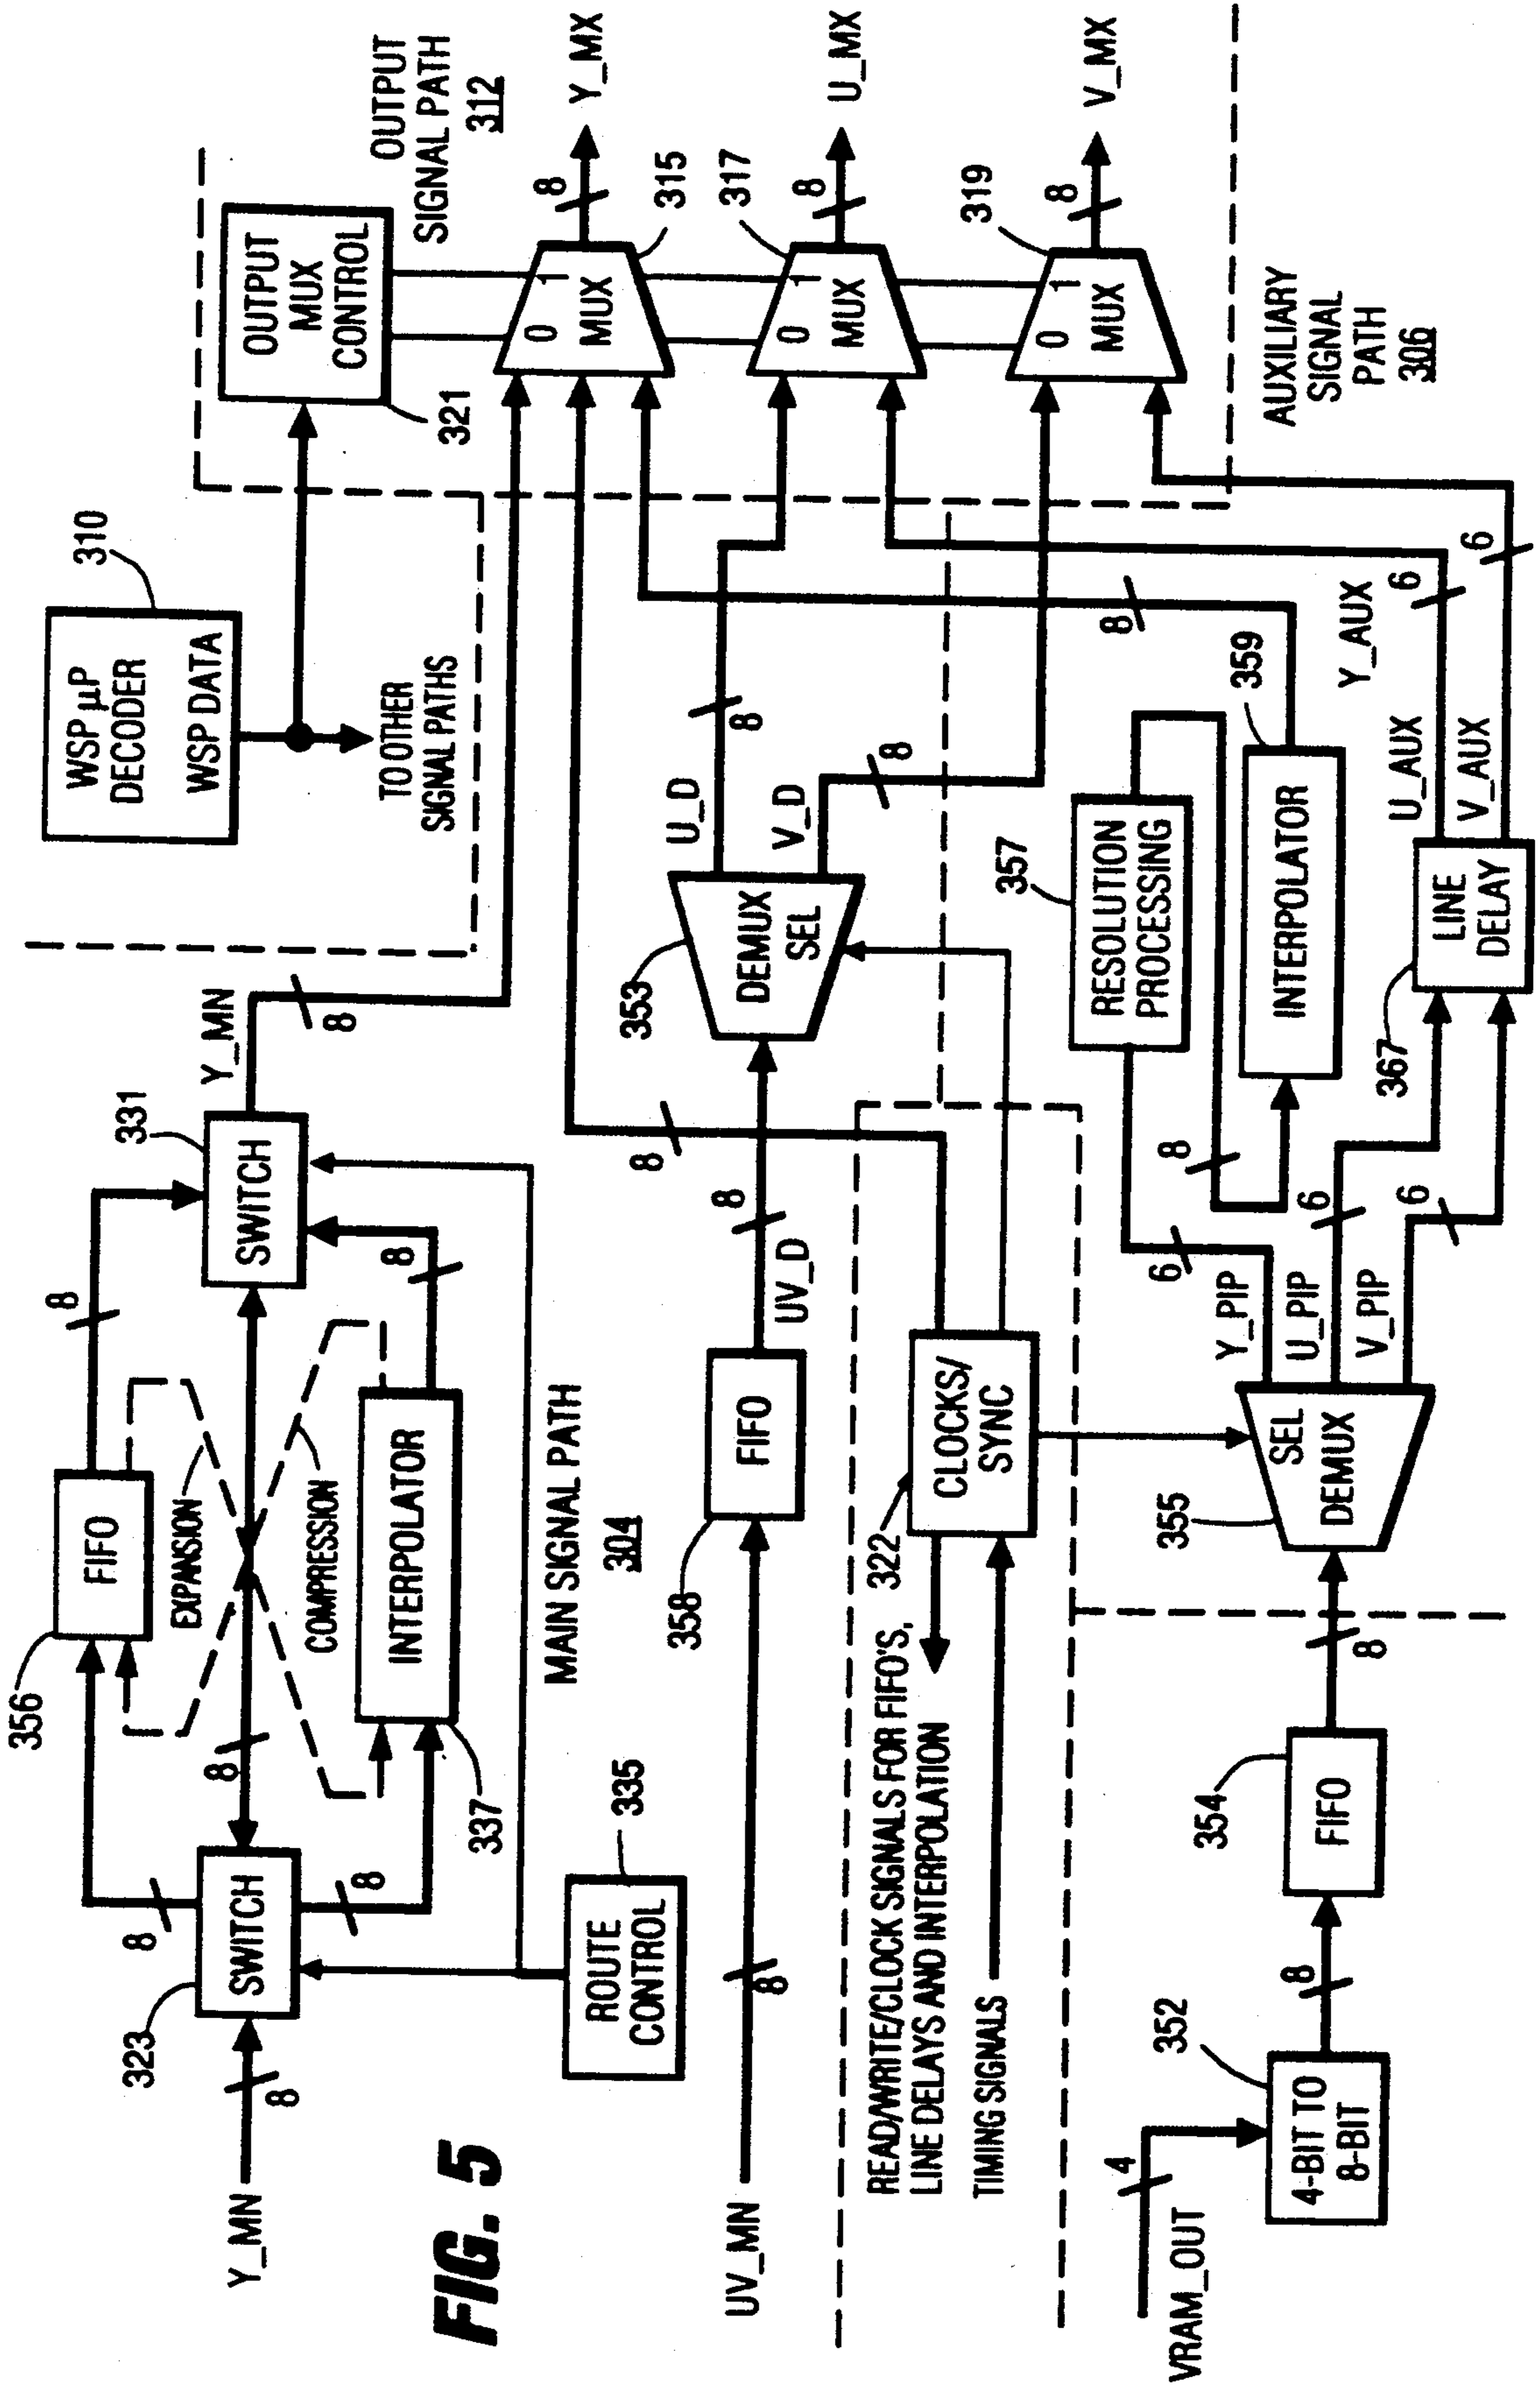 FIG. 5
Y_MN
8
323
SWITCH
8
8
8
356
FIFO
EXPANSION
COMPRESSION
INTERPOLATOR
337
8
8
331
SWITCH
Y_MN
8
ROUTE
CONTROL
335
MAIN SIGNAL PATH
304
WSP μP
DECODER
WSP DATA
310
TO OTHER
SIGNAL PATHS
OUTPUT
MUX
CONTROL
321
OUTPUT
SIGNAL PATH
312
0
1
MUX
315
8
Y_MX
0
1
MUX
317
8
U_MX
0
1
MUX
319
8
V_MX
UV_MN
8
358
FIFO
UV_D
8
8
353
DEMUX
SEL
U_D
8
V_D
8
READ/WRITE/CLOCK SIGNALS FOR FIFO'S,
LINE DELAYS AND INTERPOLATION
TIMING SIGNALS
322
CLOCKS/
SYNC
VRAM_OUT
4
352
4-BIT TO
8-BIT
8
354
FIFO
8
355
SEL
DEMUX
Y_PIP
6
U_PIP
6
V_PIP
6
357
RESOLUTION
PROCESSING
8
INTERPOLATOR
359
8
Y_AUX
367
LINE
DELAY
U_AUX
6
V_AUX
6
AUXILIARY
SIGNAL
PATH
306